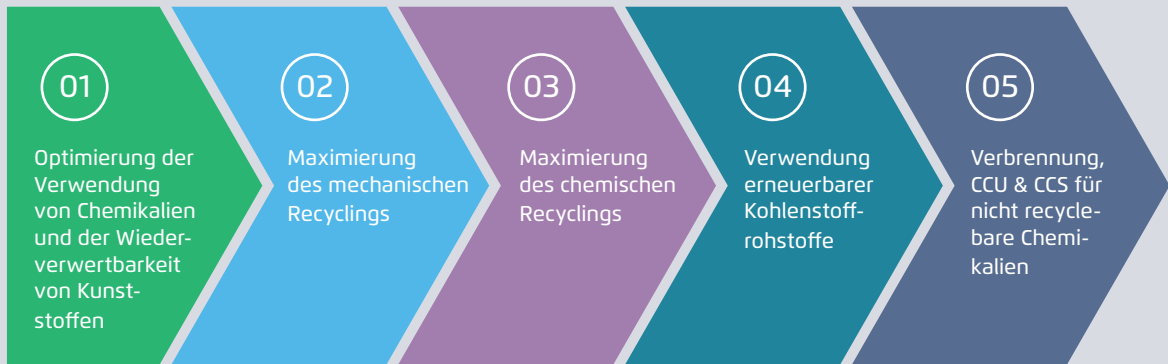 01
Optimierung der
Verwendung
von Chemikalien
und der Wieder-
verwertbarkeit
von Kunst-
stoffen
02
Maximierung
des mechanischen
Recyclings
03
Maximierung
des chemischen
Recyclings
04
Verwendung
erneuerbarer
Kohlenstoff-
rohstoffe
05
Verbrennung,
CCU & CCS für
nicht recycle-
bare Chemi-
kalien